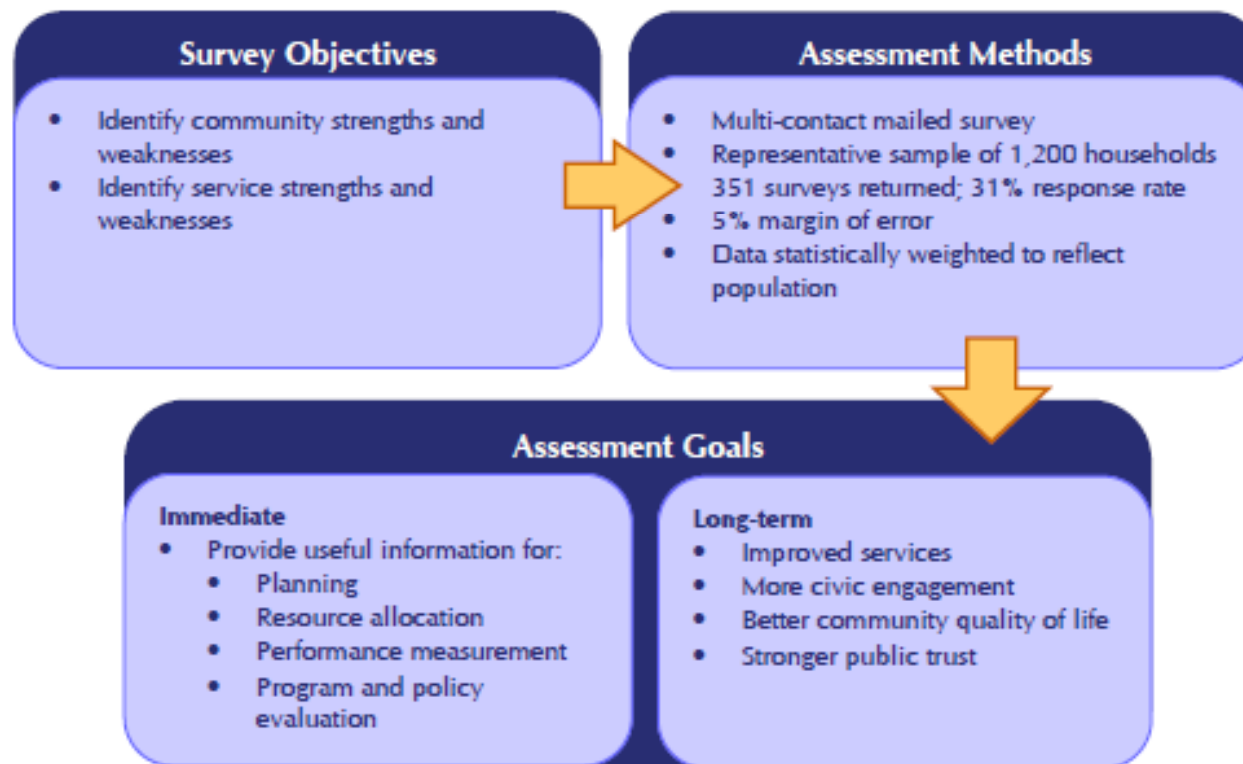 Survey Objectives
• Identify community strengths and
weaknesses
• Identify service strengths and
weaknesses
Assessment Methods
• Multi-contact mailed survey
• Representative sample of 1,200 households
351 surveys returned; 31% response rate
• 5% margin of error
• Data statistically weighted to reflect
population
Assessment Goals
Immediate
• Provide useful information for:
• Planning
• Resource allocation
• Performance measurement
• Program and policy
evaluation
Long-term
• Improved services
• More civic engagement
• Better community quality of life
• Stronger public trust